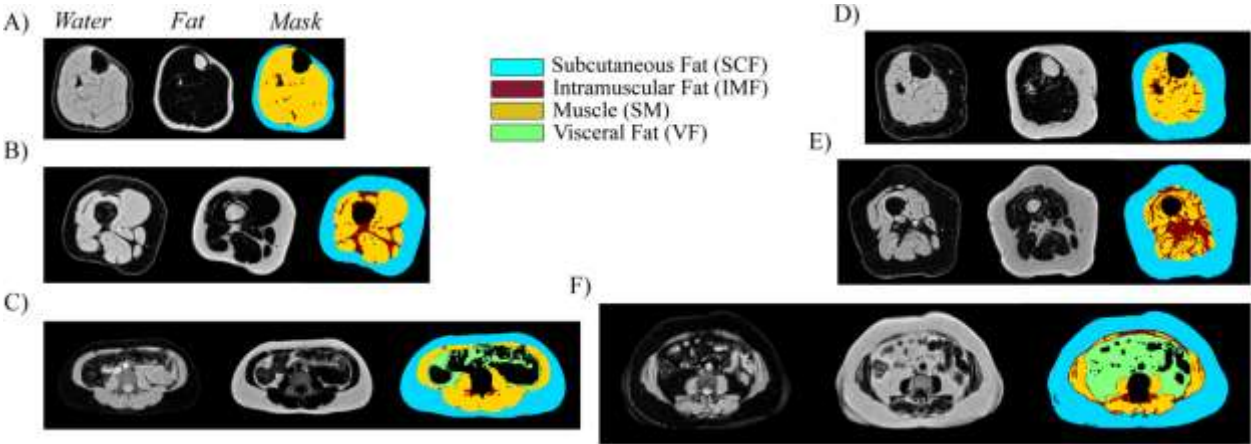 A) Water Fat Mask
D)
Subcutaneous Fat (SCF)
Intramuscular Fat (IMF)
Muscle (SM)
Visceral Fat (VF)
B)
E)
C)
F)